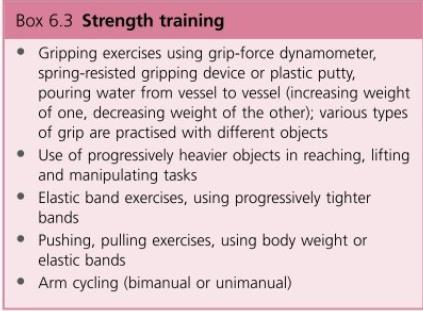 Box 6.3 Strength training
• Gripping exercises using grip-force dynamometer,
spring-resisted gripping device or plastic putty,
pouring water from vessel to vessel (increasing weight
of one, decreasing weight of the other); various types
of grip are practised with different objects
• Use of progressively heavier objects in reaching, lifting
and manipulating tasks
• Elastic band exercises, using progressively tighter
bands
• Pushing, pulling exercises, using body weight or
elastic bands
• Arm cycling (bimanual or unimanual)